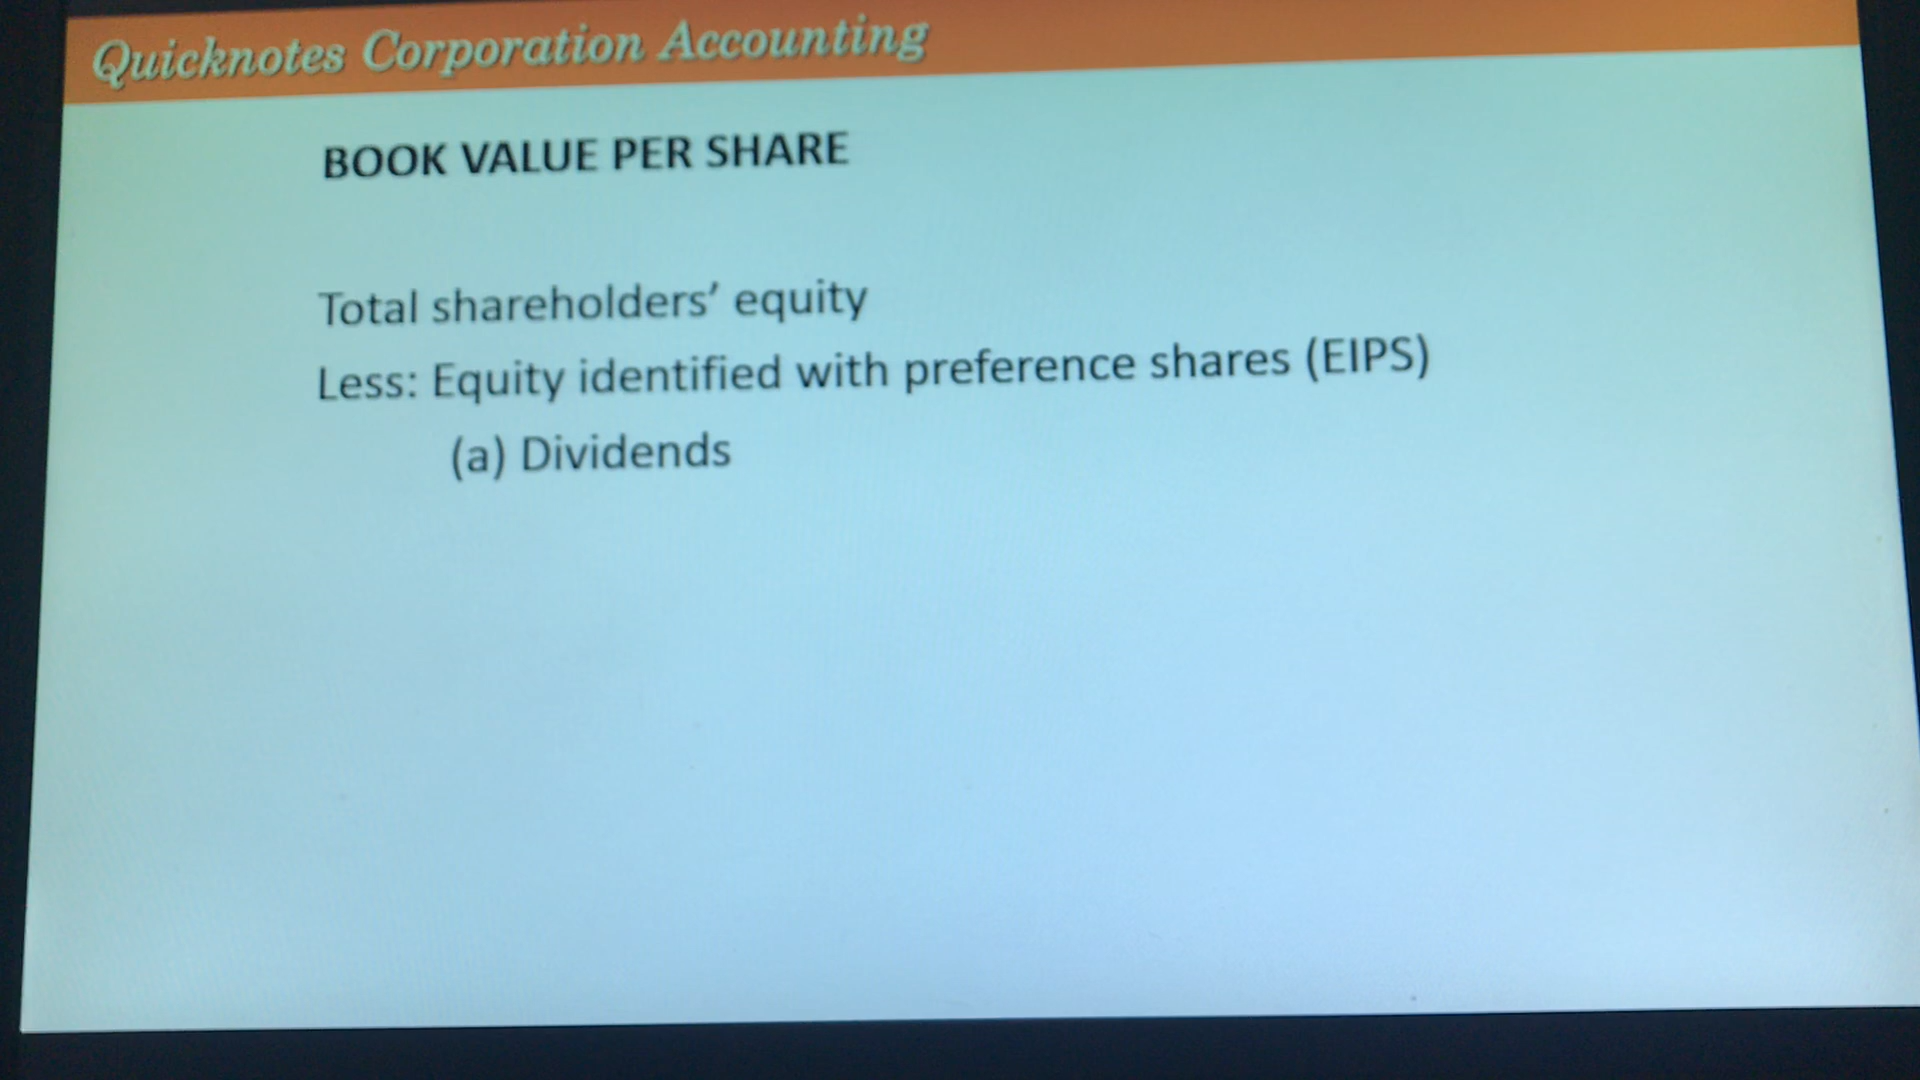 Quicknotes Corporation Accounting
BOOK VALUE PER SHARE
Total shareholders’ equity
Less: Equity identified with preference shares (EIPS)
(a) Dividends